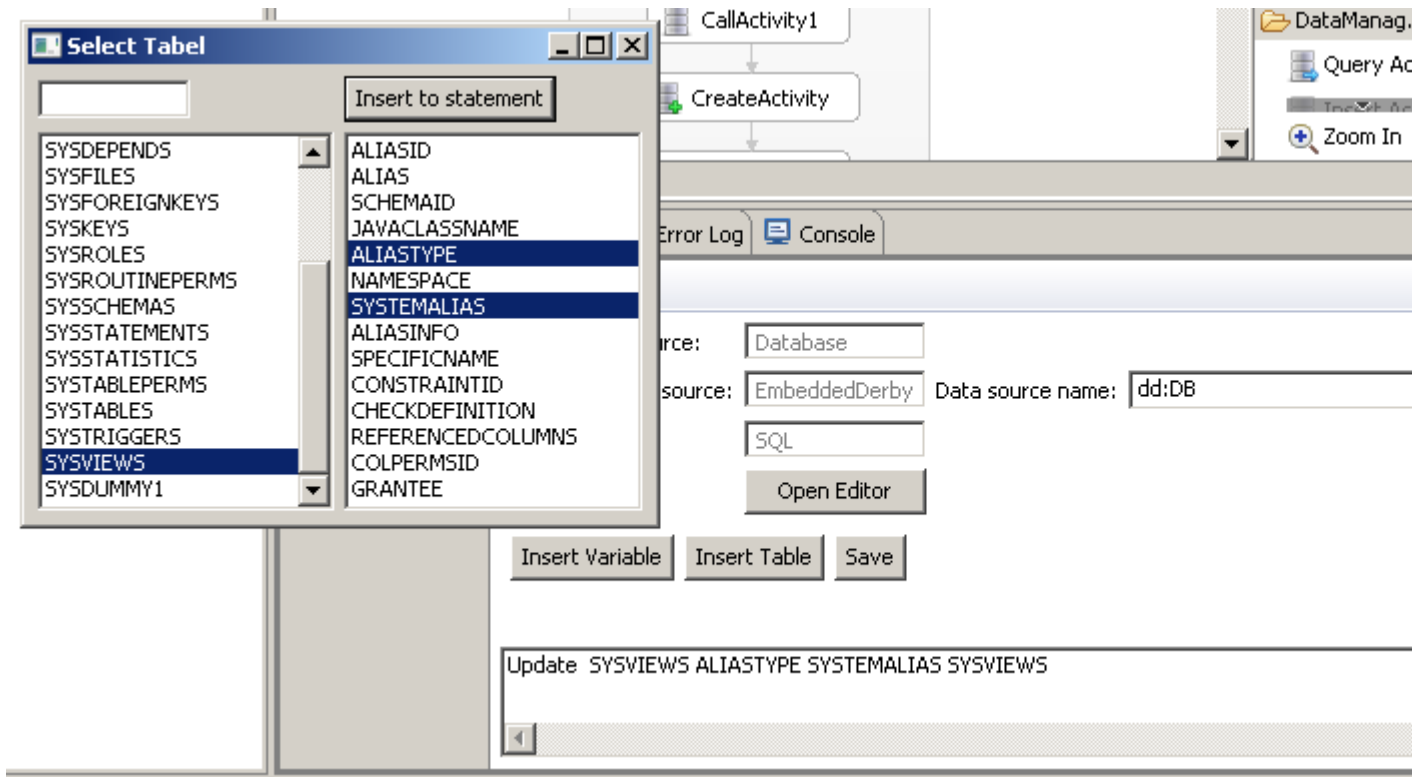 Select Tabel
Insert to statement
SYSDEPENDS
SYSFILES
SYSFOREIGNKEYS
SYSKEYS
SYSROLES
SYSROUTINEPERMS
SYSSCHEMAS
SYSSTATEMENTS
SYSSTATISTICS
SYSTABLEPERMS
SYSTABLES
SYSTRIGGERS
SYSVIEWS
SYSDUMMY1
ALIASID
ALIAS
SCHEMAID
JAVACLASSNAME
ALIASTYPE
NAMESPACE
SYSTEMALIAS
ALIASINFO
SPECIFICNAME
CONSTRAINTID
CHECKDEFINITION
REFERENCEDCOLUMNS
COLPERMSID
GRANTEE
CallActivity1
CreateActivity
DataManag.
Query Ac
Zoom In
Error Log
Console
urce: Database
source: EmbeddedDerby Data source name: dd:DB
SQL
Open Editor
Insert Variable Insert Table Save
Update SYSVIEWS ALIASTYPE SYSTEMALIAS SYSVIEWS